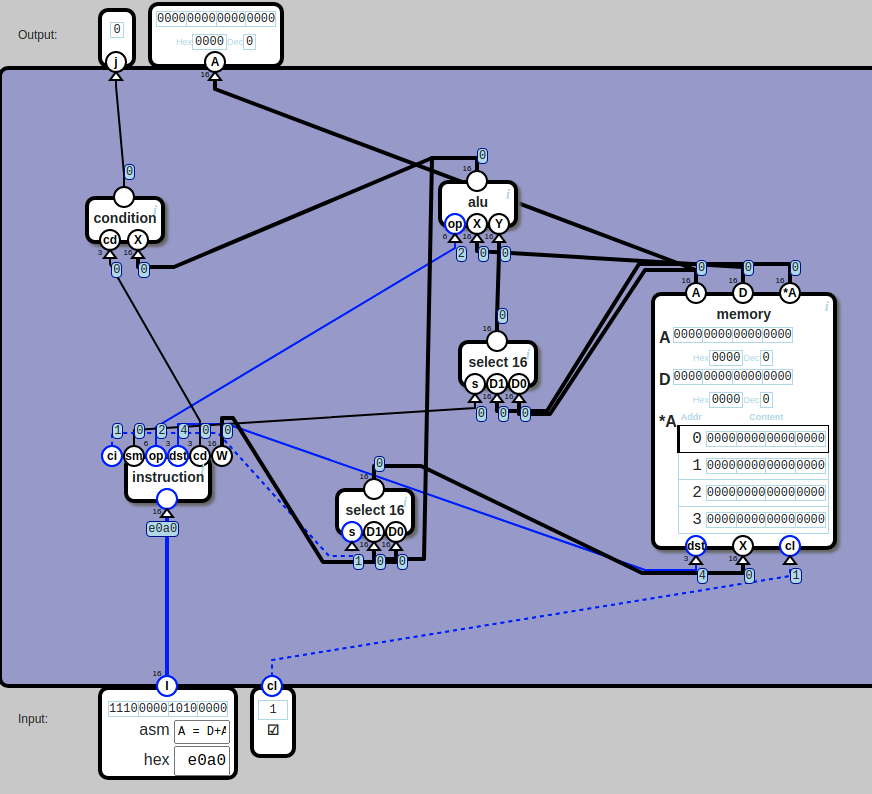 Output:
0
0000000000000000
Hex 0000 Dec 0
j
A
16
0
0
16
alu
i
condition
i
op X Y
cd X
6 16 16
3 16
2 0 0
0 0
0 0 0
16 16 16
A D *A
memory
i
A 0000000000000000
Hex 0000 Dec 0
D 0000000000000000
Hex 0000 Dec 0
*A Addr Content
0 0000000000000000
1 0000000000000000
2 0000000000000000
3 0000000000000000
dst X cl
3 16
4 0 1
0
16
select 16
i
s D1 D0
16 16
0 0 0
1 0 2 4 0 0
6 3 3 16
ci sm op dst cd W
instruction
16
e0a0
0
16
select 16
i
s D1 D0
16 16
1 0 0
16
I
cl
Input:
1110000010100000
asm A = D+A
hex e0a0
1